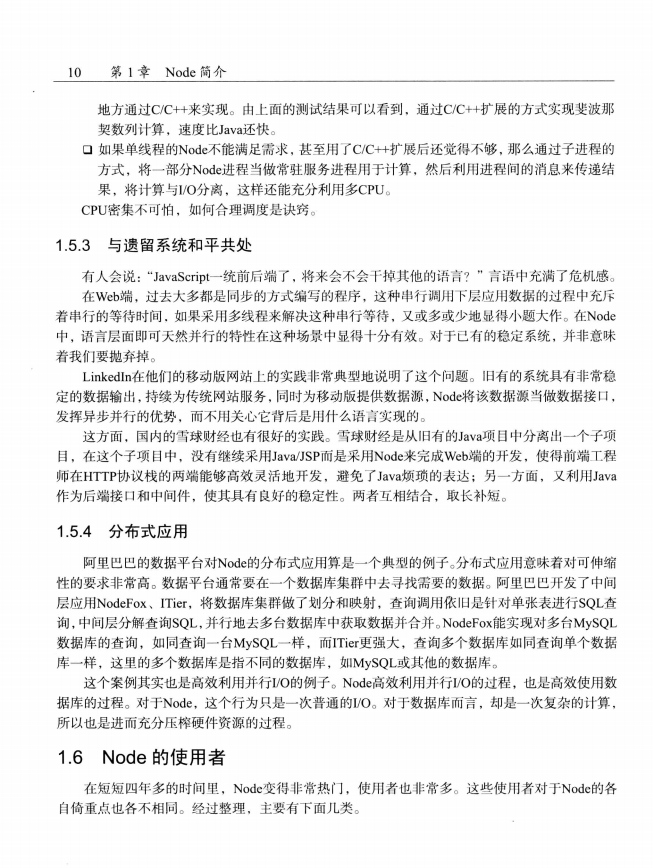 10 第 1 章 Node 简介
地方通过C/C++来实现。由上面的测试结果可以看到，通过C/C++扩展的方式实现斐波那
契数列计算，速度比Java还快。
❑ 如果单线程的Node不能满足需求，甚至用了C/C++扩展后还觉得不够，那么通过子进程的
方式，将一部分Node进程当做常驻服务进程用于计算，然后利用进程间的消息来传递结
果，将计算与I/O分离，这样还能充分利用多CPU。
CPU密集不可怕，如何合理调度是诀窍。
1.5.3 与遗留系统和平共处
有人会说：“JavaScript一统前后端了，将来会不会干掉其他的语言？”言语中充满了危机感。
在Web端，过去大多都是同步的方式编写的程序，这种串行调用下层应用数据的过程中充斥
着串行的等待时间，如果采用多线程来解决这种串行等待，又或多或少地显得小题大作。在Node
中，语言层面即可天然并行的特性在这种场景中显得十分有效。对于已有的稳定系统，并非意味
着我们要抛弃掉。
LinkedIn在他们的移动版网站上的实践非常典型地说明了这个问题。旧有的系统具有非常稳
定的数据输出，持续为传统网站服务，同时为移动版提供数据源，Node将该数据源当做数据接口，
发挥异步并行的优势，而不用关心它背后是用什么语言实现的。
这方面，国内的雪球财经也有很好的实践。雪球财经是从旧有的Java项目中分离出一个子项
目，在这个子项目中，没有继续采用Java/JSP而是采用Node来完成Web端的开发，使得前端工程
师在HTTP协议栈的两端能够高效灵活地开发，避免了Java烦琐的表达；另一方面，又利用Java
作为后端接口和中间件，使其具有良好的稳定性。两者互相结合，取长补短。
1.5.4 分布式应用
阿里巴巴的数据平台对Node的分布式应用算是一个典型的例子。分布式应用意味着对可伸缩
性的要求非常高。数据平台通常要在一个数据库集群中去寻找需要的数据。阿里巴巴开发了中间
层应用NodeFox、ITier，将数据库集群做了划分和映射，查询调用依旧是针对单张表进行SQL查
询，中间层分解查询SQL，并行地去多台数据库中获取数据并合并。NodeFox能实现对多台MySQL
数据库的查询，如同查询一台MySQL一样，而ITier更强大，查询多个数据库如同查询单个数据
库一样，这里的多个数据库是指不同的数据库，如MySQL或其他的数据库。
这个案例其实也是高效利用并行I/O的例子。Node高效利用并行I/O的过程，也是高效使用数
据库的过程。对于Node，这个行为只是一次普通的I/O。对于数据库而言，却是一次复杂的计算，
所以也是进而充分压榨硬件资源的过程。
1.6 Node 的使用者
在短短四年多的时间里，Node变得非常热门，使用者也非常多。这些使用者对于Node的各
自倚重点也各不相同。经过整理，主要有下面几类。